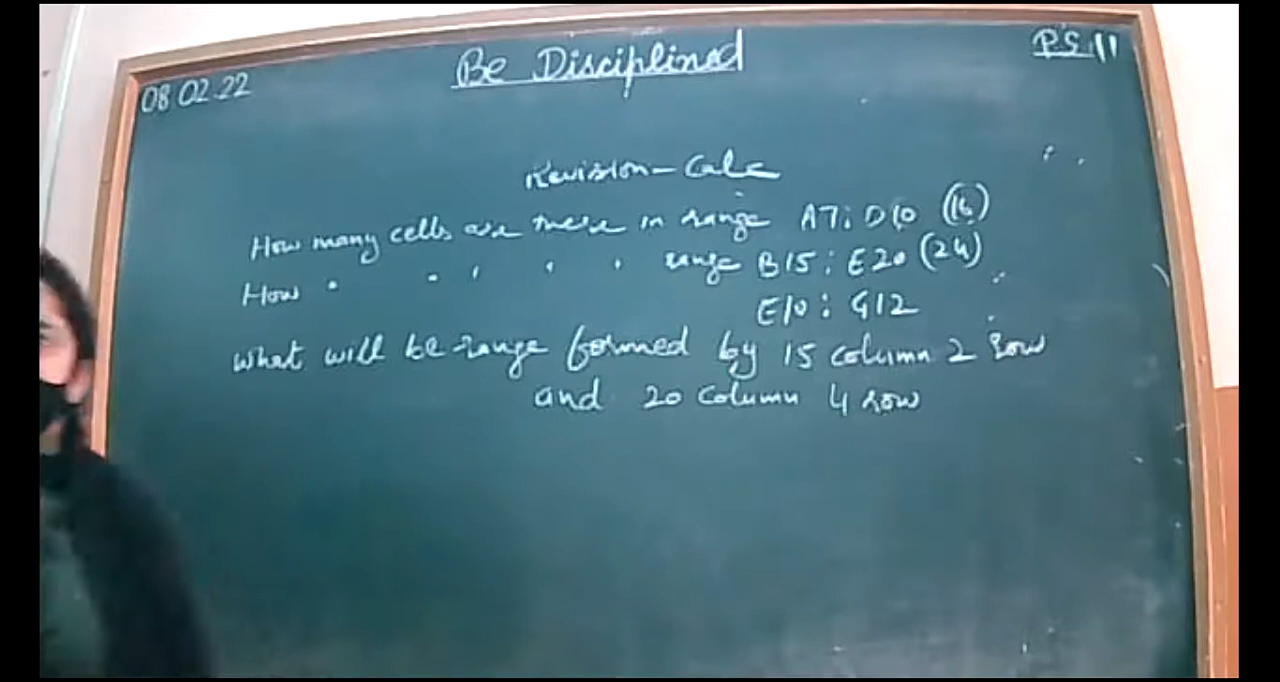 08.02.22
Be Disciplined
P.S. 11
Revision - Calc
How many cells are there in range A7:D10 (16)
How " " " " " range B15:E20 (24)
E10:G12
What will be range formed by 15 column 2 row
and 20 column 4 row